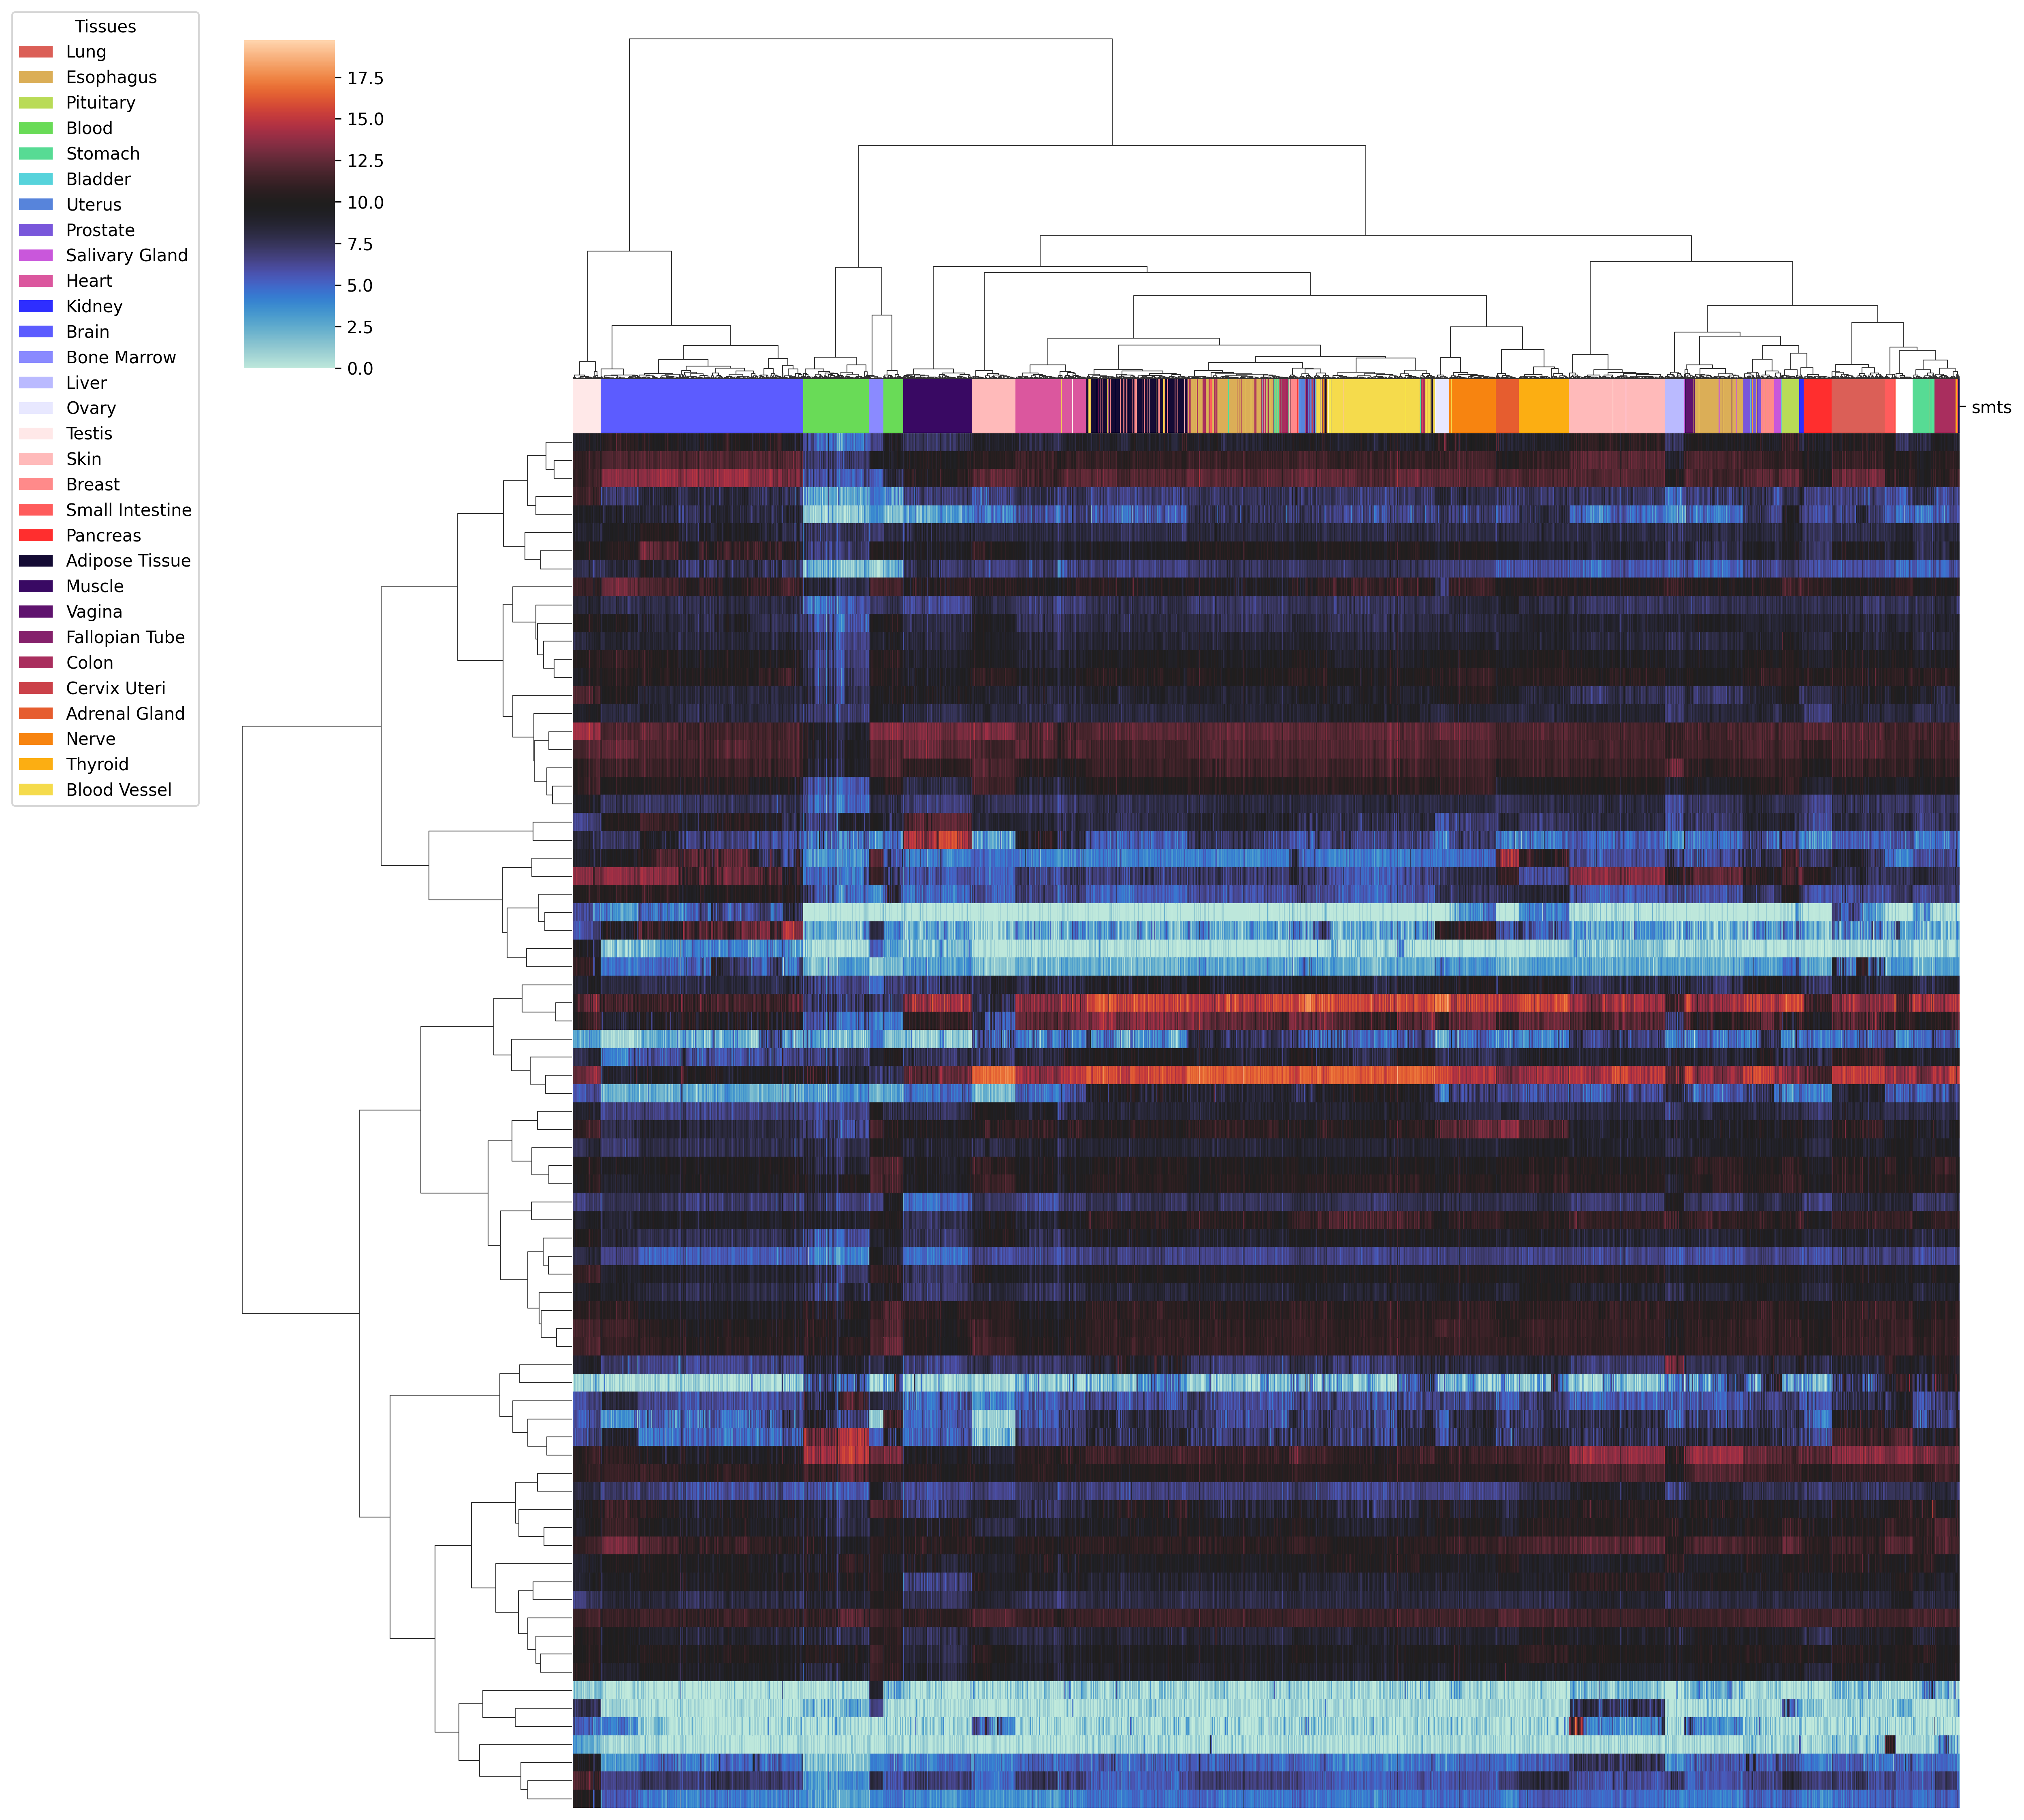 Tissues
Lung
Esophagus
Pituitary
Blood
Stomach
Bladder
Uterus
Prostate
Salivary Gland
Heart
Kidney
Brain
Bone Marrow
Liver
Ovary
Testis
Skin
Breast
Small Intestine
Pancreas
Adipose Tissue
Muscle
Vagina
Fallopian Tube
Colon
Cervix Uteri
Adrenal Gland
Nerve
Thyroid
Blood Vessel
17.5
15.0
12.5
10.0
7.5
5.0
2.5
0.0
smts